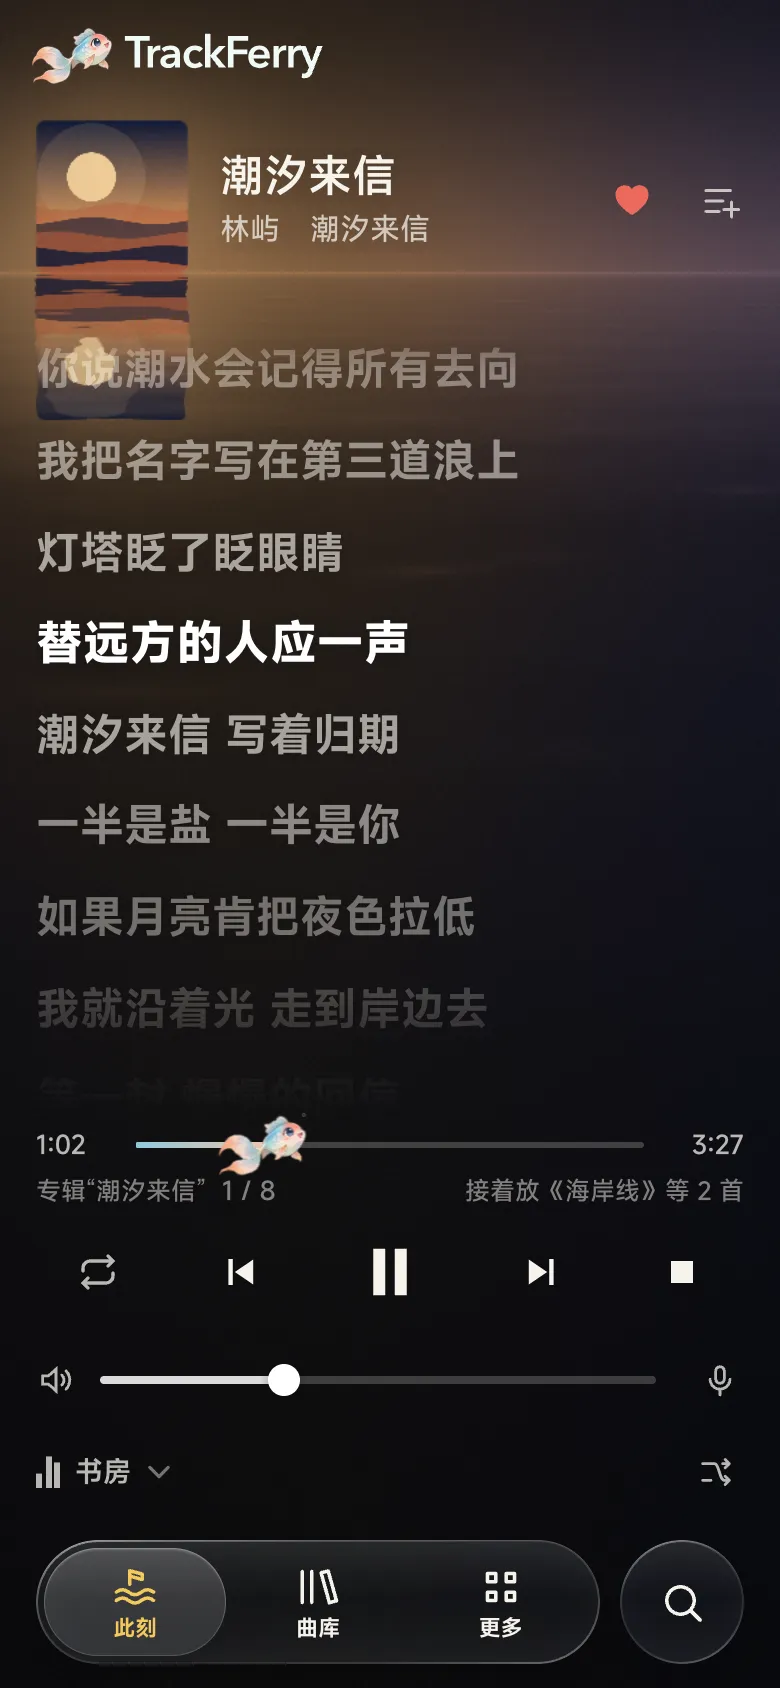 TrackFerry
潮汐来信
林屿 潮汐来信
你说潮水会记得所有去向
我把名字写在第三道浪上
灯塔眨了眨眼睛
替远方的人应一声
潮汐来信 写着归期
一半是盐 一半是你
如果月亮肯把夜色拉低
我就沿着光 走到岸边去
1:02 3:27
专辑“潮汐来信” 1 / 8 接着放《海岸线》等 2 首
书房
此刻 曲库 更多